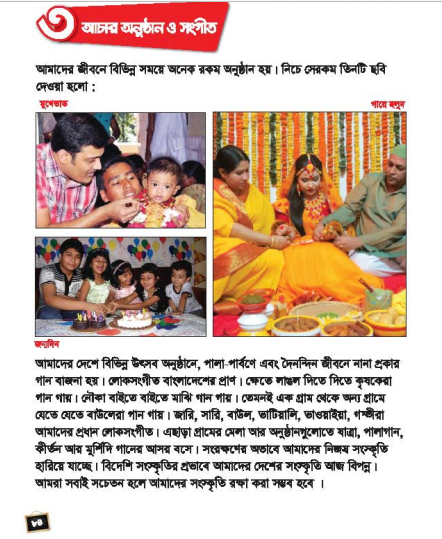 ৩ আচার অনুষ্ঠান ও সংগীত
আমাদের জীবনে বিভিন্ন সময়ে অনেক রকম অনুষ্ঠান হয়। নিচে সেরকম তিনটি ছবি
দেওয়া হলো :
মুখেভাত
গায়ে হলুদ
জন্মদিন
আমাদের দেশে বিভিন্ন উৎসব অনুষ্ঠানে, পালা-পার্বণে এবং দৈনন্দিন জীবনে নানা প্রকার
গান বাজনা হয়। লোকসংগীত বাংলাদেশের প্রাণ। ক্ষেতে লাঙল দিতে দিতে কৃষকেরা
গান গায়। নৌকা বাইতে বাইতে মাঝি গান গায়। তেমনই এক গ্রাম থেকে অন্য গ্রামে
যেতে যেতে বাউলেরা গান গায়। জারি, সারি, বাউল, ভাটিয়ালি, ভাওয়াইয়া, গম্ভীরা
আমাদের প্রধান লোকসংগীত। এছাড়া গ্রামের মেলা আর অনুষ্ঠানগুলোতে যাত্রা, পালাগান,
কীর্তন আর মুর্শিদি গানের আসর বসে। সংরক্ষণের অভাবে আমাদের নিজস্ব সংস্কৃতি
হারিয়ে যাচ্ছে। বিদেশি সংস্কৃতির প্রভাবে আমাদের দেশের সংস্কৃতি আজ বিপন্ন।
আমরা সবাই সচেতন হলে আমাদের সংস্কৃতি রক্ষা করা সম্ভব হবে ।
৮৪